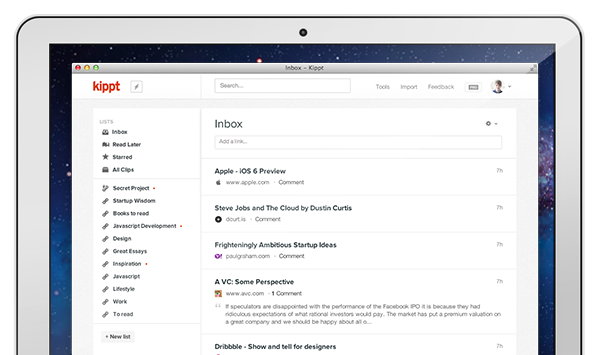 Inbox – Kippt
kippt
Search...
Tools
Import
Feedback
LISTS
Inbox
Read Later
Starred
All Clips
Secret Project
Startup Wisdom
Books to read
Javascript Development
Design
Great Essays
Inspiration
Javascript
Lifestyle
Work
To read
+ New list
Inbox
Add a link...
Apple - iOS 6 Preview
7h
www.apple.com · Comment
Steve Jobs and The Cloud by Dustin Curtis
7h
dcurt.is · Comment
Frighteningly Ambitious Startup Ideas
7h
paulgraham.com · Comment
A VC: Some Perspective
7h
www.avc.com · 1 Comment
If speculators are disappointed with the performance of the Facebook IPO it is because they had
ridiculous expectations of what rational investors would pay. The market has put a premium valuation on
a great company and we should be happy about all o...
Dribbble - Show and tell for designers
7h